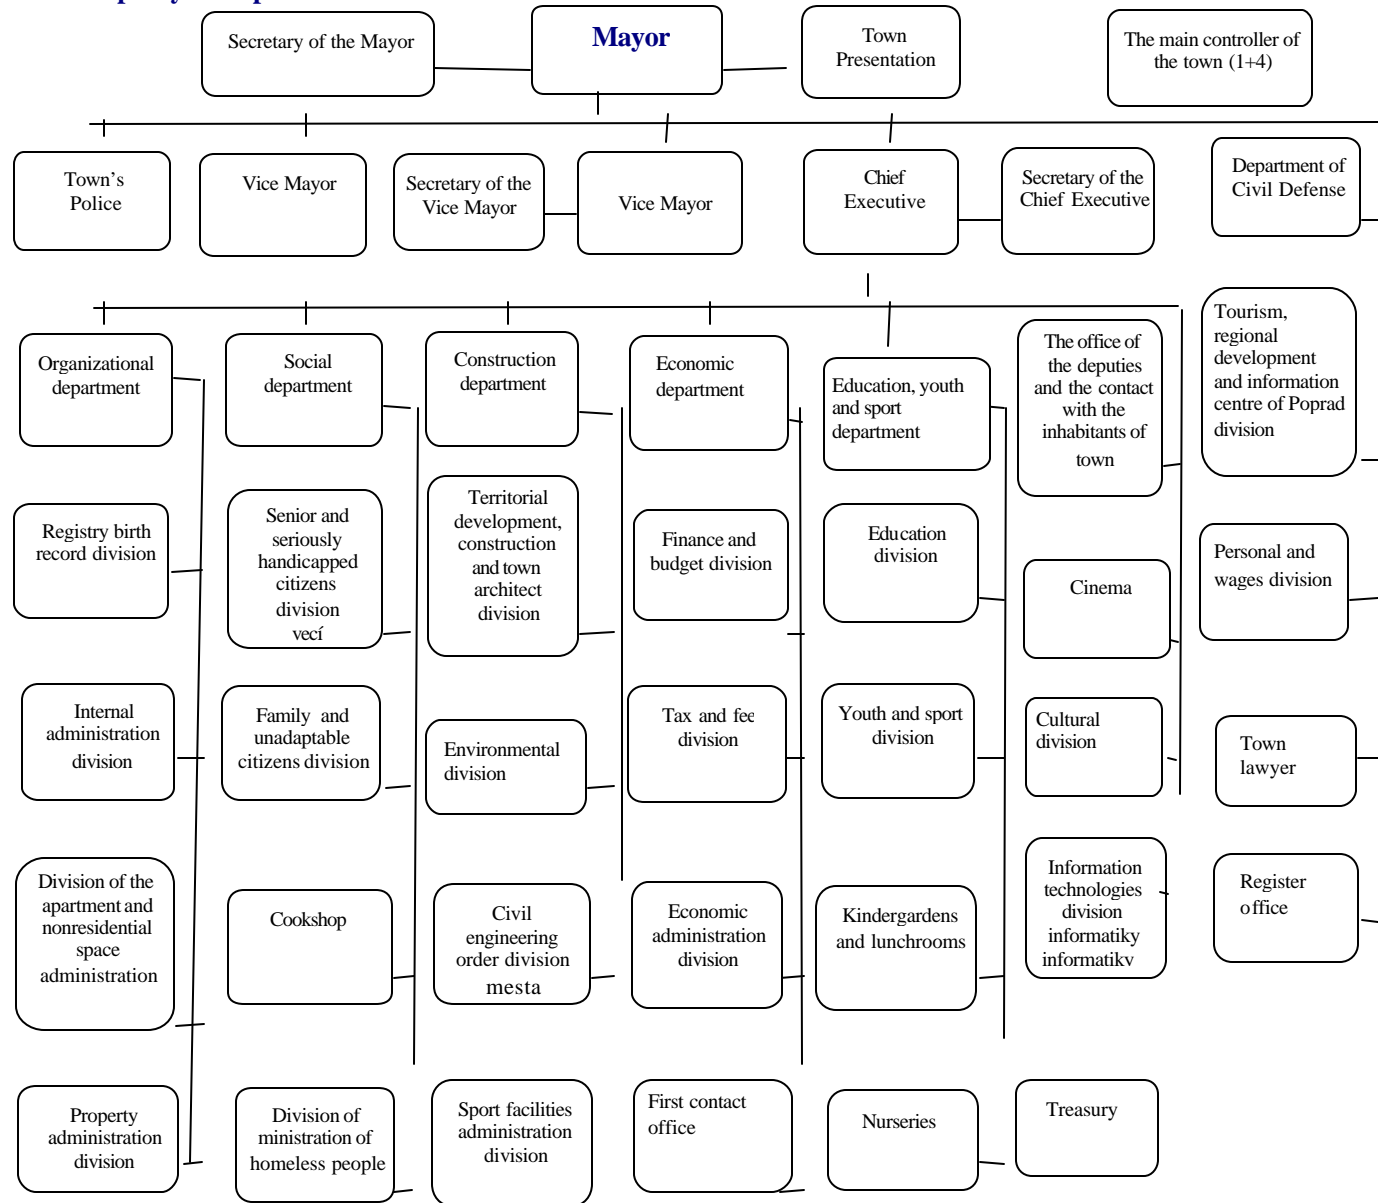 Secretary of the Mayor
Mayor
Town
Presentation
The main controller of
the town (1+4)
Town’s
Police
Vice Mayor
Secretary of the
Vice Mayor
Vice Mayor
Chief
Executive
Secretary of the
Chief Executive
Department of
Civil Defense
Organizational
department
Social
department
Construction
department
Economic
department
Education, youth
and sport
department
The office of
the deputies
and the contact
with the
inhabitants of
town
Tourism,
regional
development
and information
centre of Poprad
division
Registry birth
record division
Senior and
seriously
handicapped
citizens
division
vecí
Territorial
development,
construction
and town
architect
division
Finance and
budget division
Education
division
Cinema
Personal and
wages division
Internal
administration
division
Family and
unadaptable
citizens division
Environmental
division
Tax and fee
division
Youth and sport
division
Cultural
division
Town
lawyer
Division of the
apartment and
nonresidential
space
administration
Cookshop
Civil
engineering
order division
mesta
Economic
administration
division
Kindergardens
and lunchrooms
Information
technologies
division
informatiky
informatikv
Register
office
Property
administration
division
Division of
ministration of
homeless people
Sport facilities
administration
division
First contact
office
Nurseries
Treasury